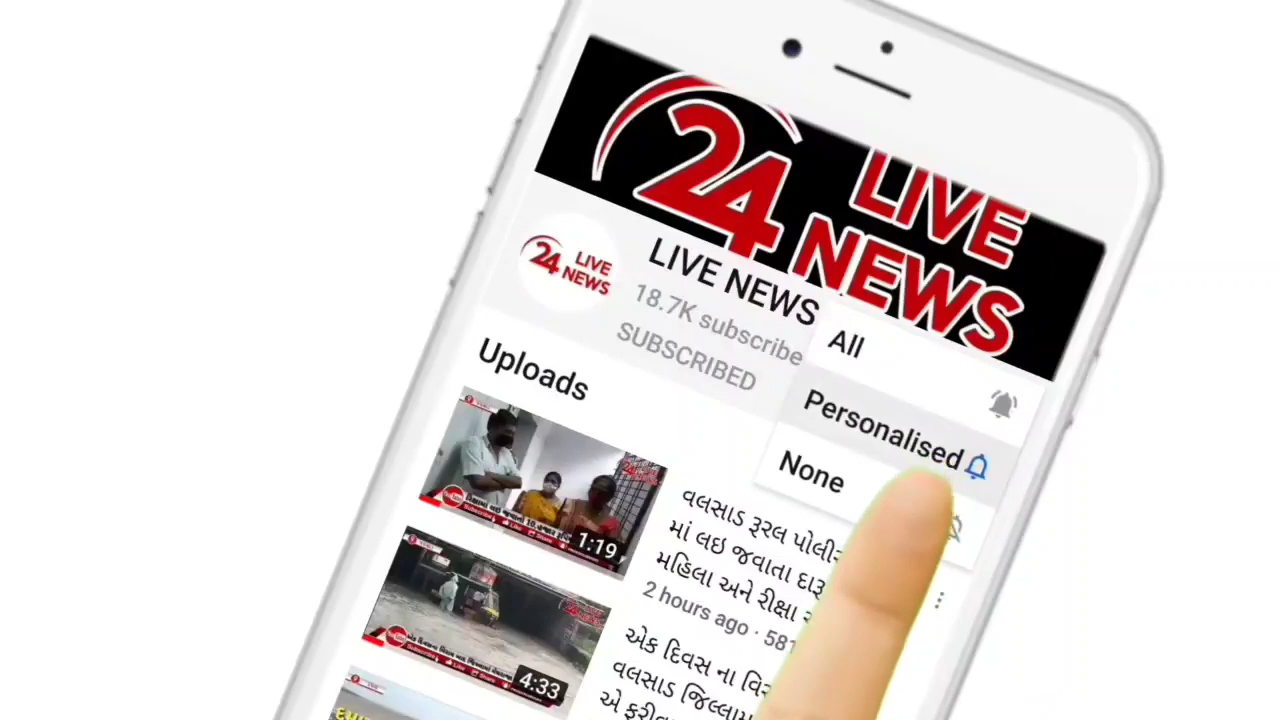 24 LIVE
NEWS
24 LIVE
NEWS
LIVE NEWS
18.7K subscribe
SUBSCRIBED
All
Personalised
None
Uploads
1:19
વલસાડ રૂરલ પોલીસ
માં લઇ જવાતા દારૂ
મહિલા અને રીક્ષા
2 hours ago · 581
4:33
એક દિવસ ના
વલસાડ જિલ્લામ
એ ફરીવ